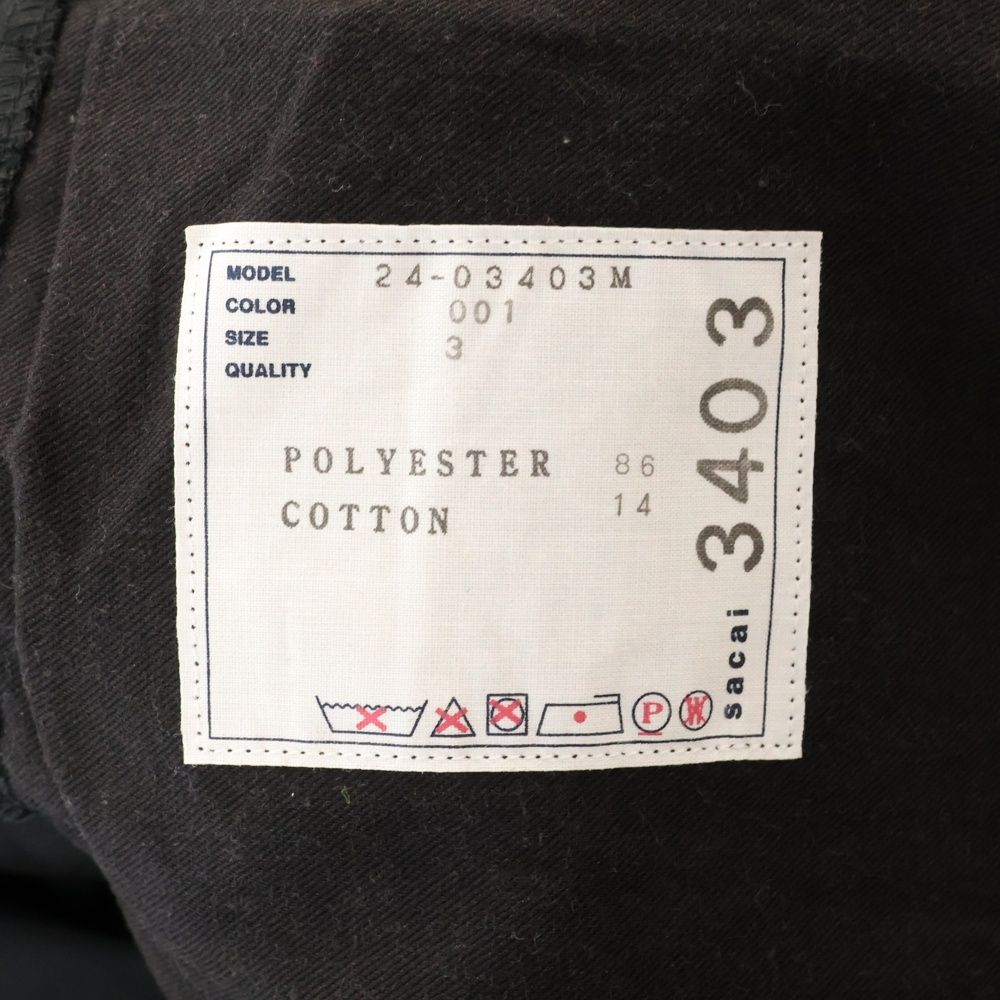 MODEL 24-03403M
COLOR 001
SIZE 3
QUALITY
POLYESTER 86
COTTON 14
sacai 3403
P
W